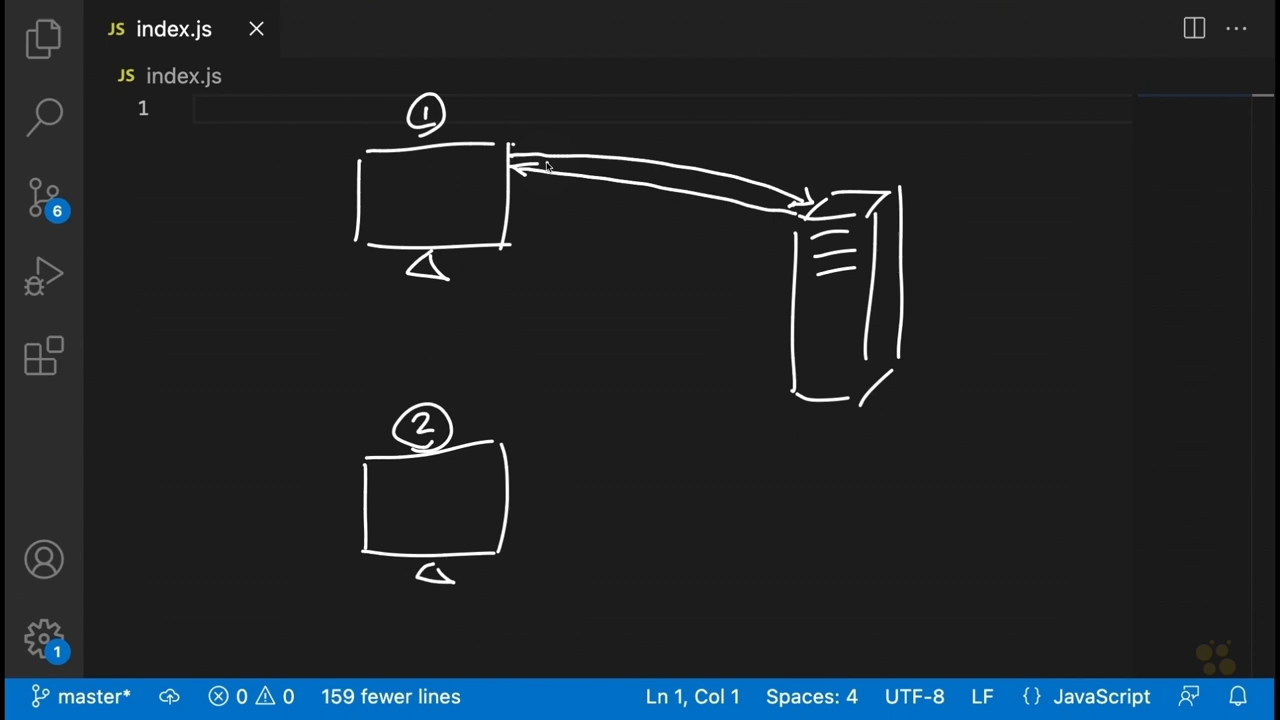 JS index.js
JS index.js
1
1
6
2
1
master* 0 0 159 fewer lines Ln 1, Col 1 Spaces: 4 UTF-8 LF {} JavaScript